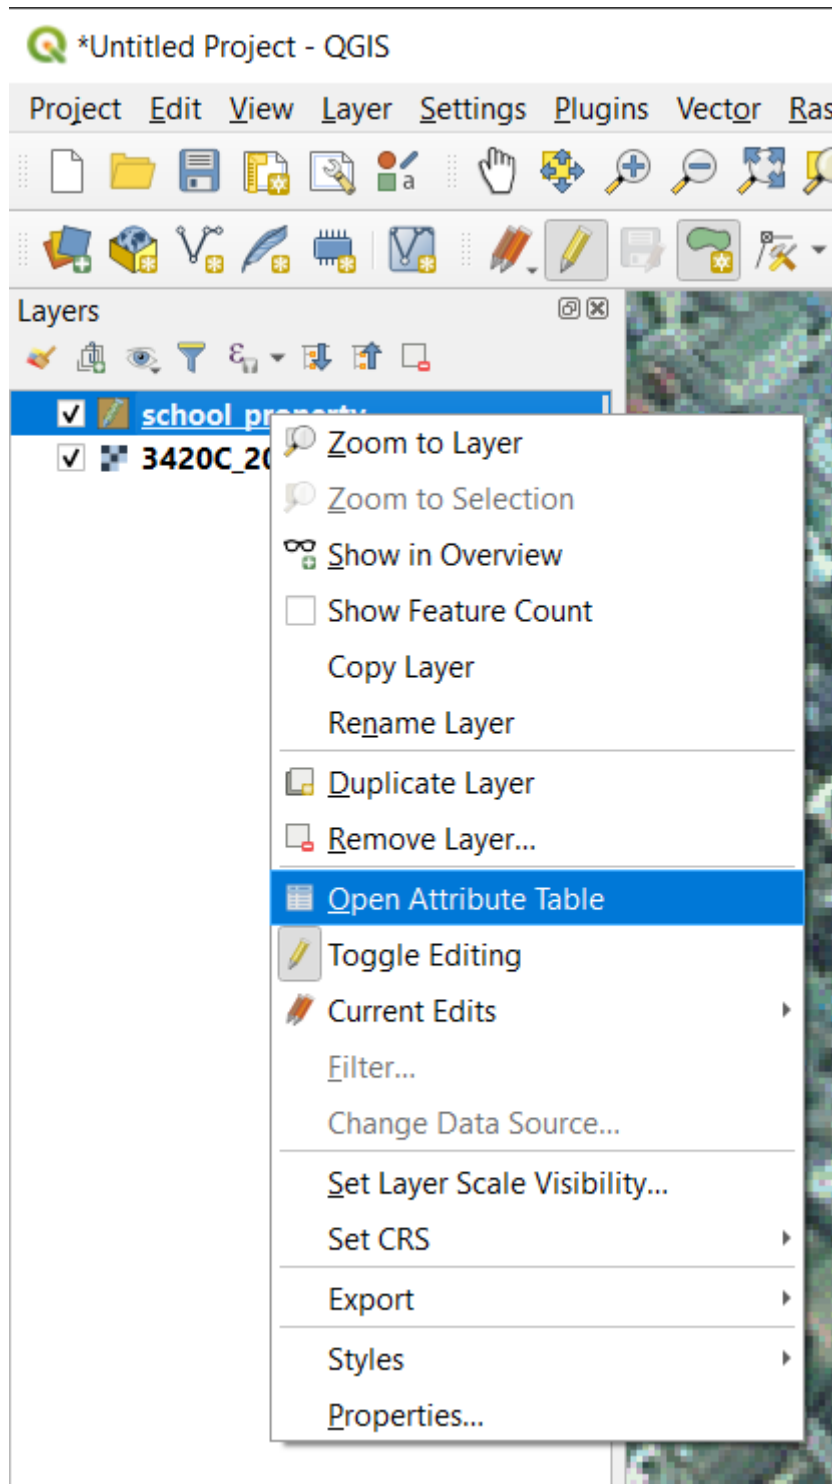 *Untitled Project - QGIS
Project Edit View Layer Settings Plugins Vector Ras
a
Layers
ε
school_property
3420C_20
Zoom to Layer
Zoom to Selection
Show in Overview
Show Feature Count
Copy Layer
Rename Layer
Duplicate Layer
Remove Layer...
Open Attribute Table
Toggle Editing
Current Edits
Filter...
Change Data Source...
Set Layer Scale Visibility...
Set CRS
Export
Styles
Properties...